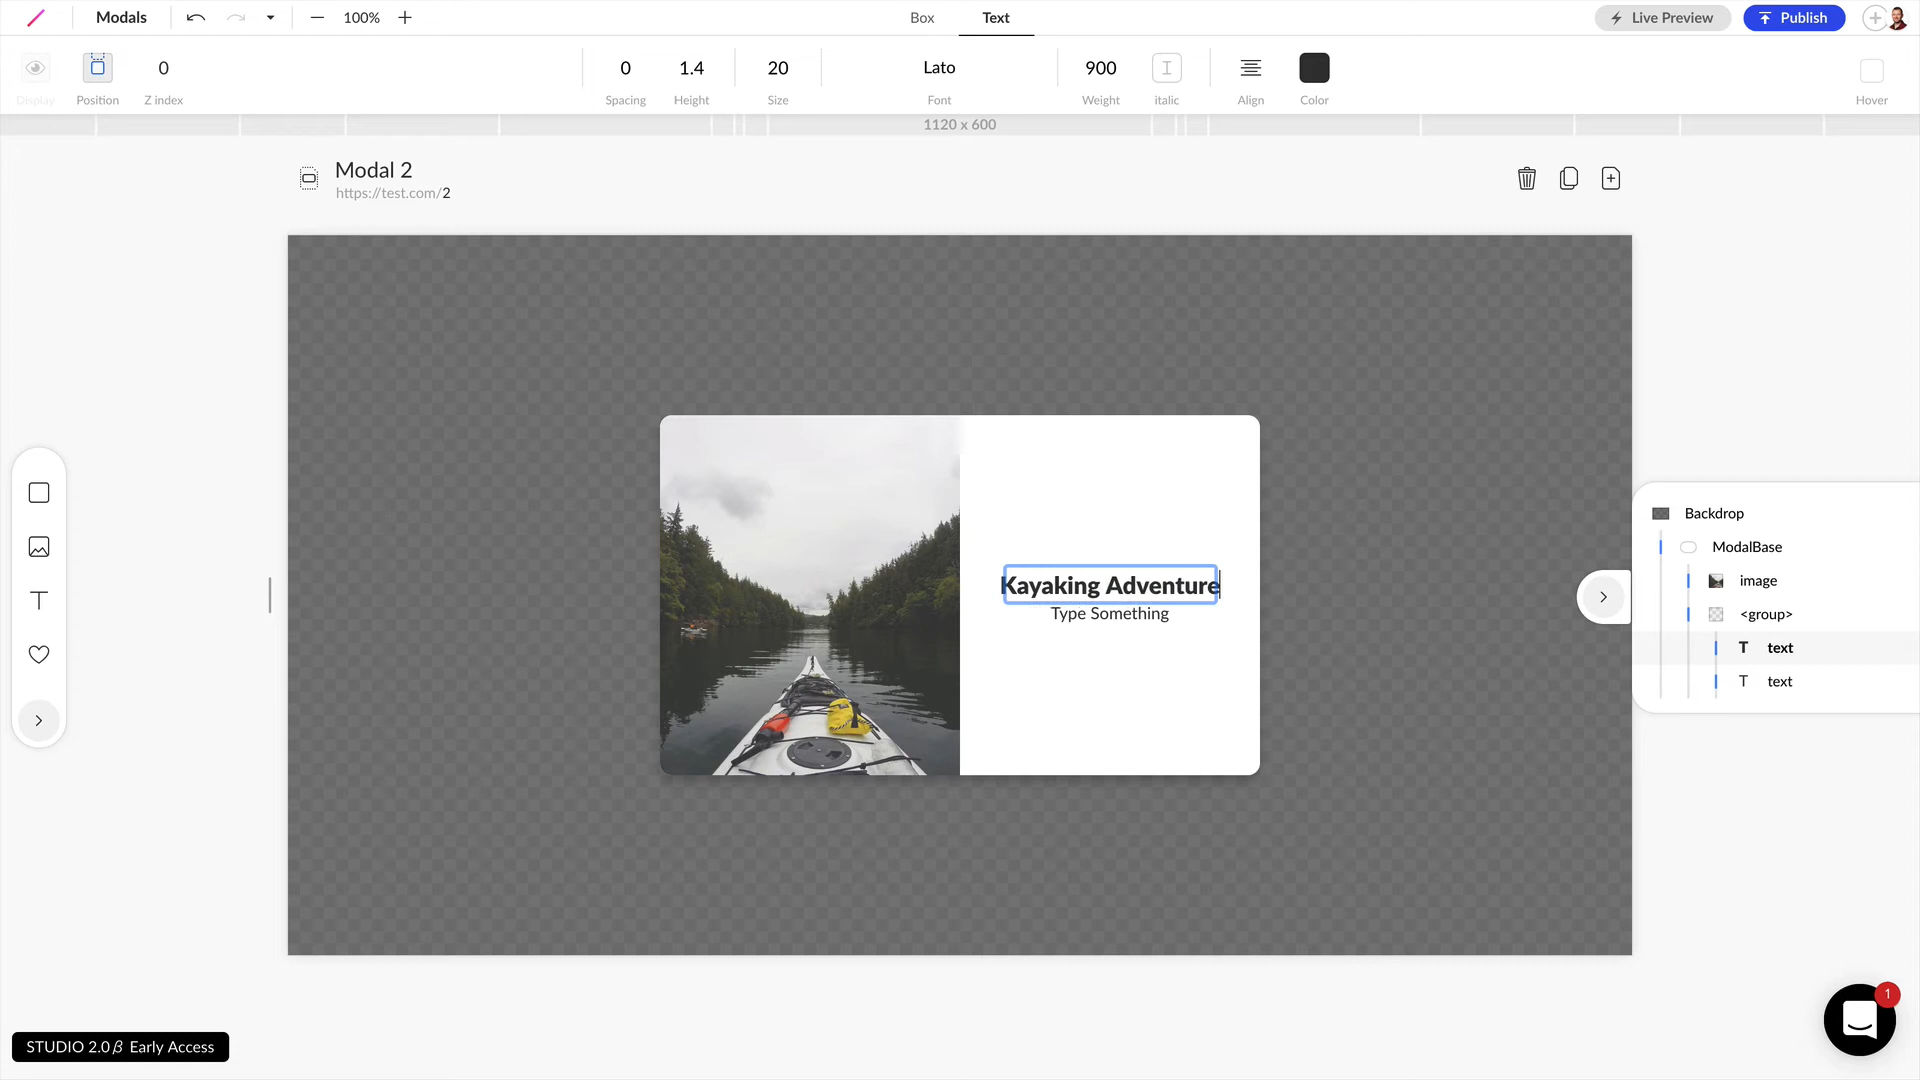 Modals
100%
Box
Text
Live Preview
Publish
0
0
1.4
20
Lato
900
Display
Position
Z index
Spacing
Height
Size
Font
Weight
italic
Align
Color
Hover
1120 x 600
Modal 2
https://test.com/2
Kayaking Adventure
Type Something
Backdrop
ModalBase
image
<group>
T text
T text
1
STUDIO 2.0 β Early Access